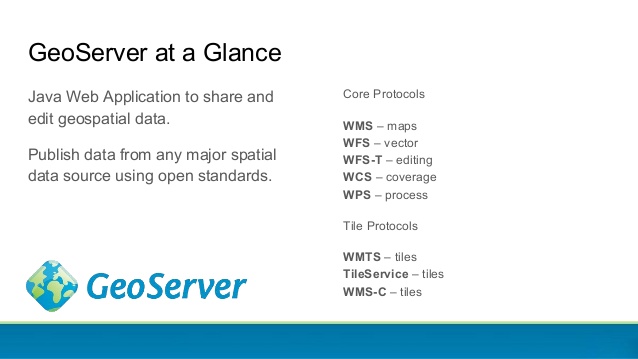 GeoServer at a Glance
Java Web Application to share and
edit geospatial data.
Publish data from any major spatial
data source using open standards.
GeoServer
Core Protocols
WMS – maps
WFS – vector
WFS-T – editing
WCS – coverage
WPS – process
Tile Protocols
WMTS – tiles
TileService – tiles
WMS-C – tiles